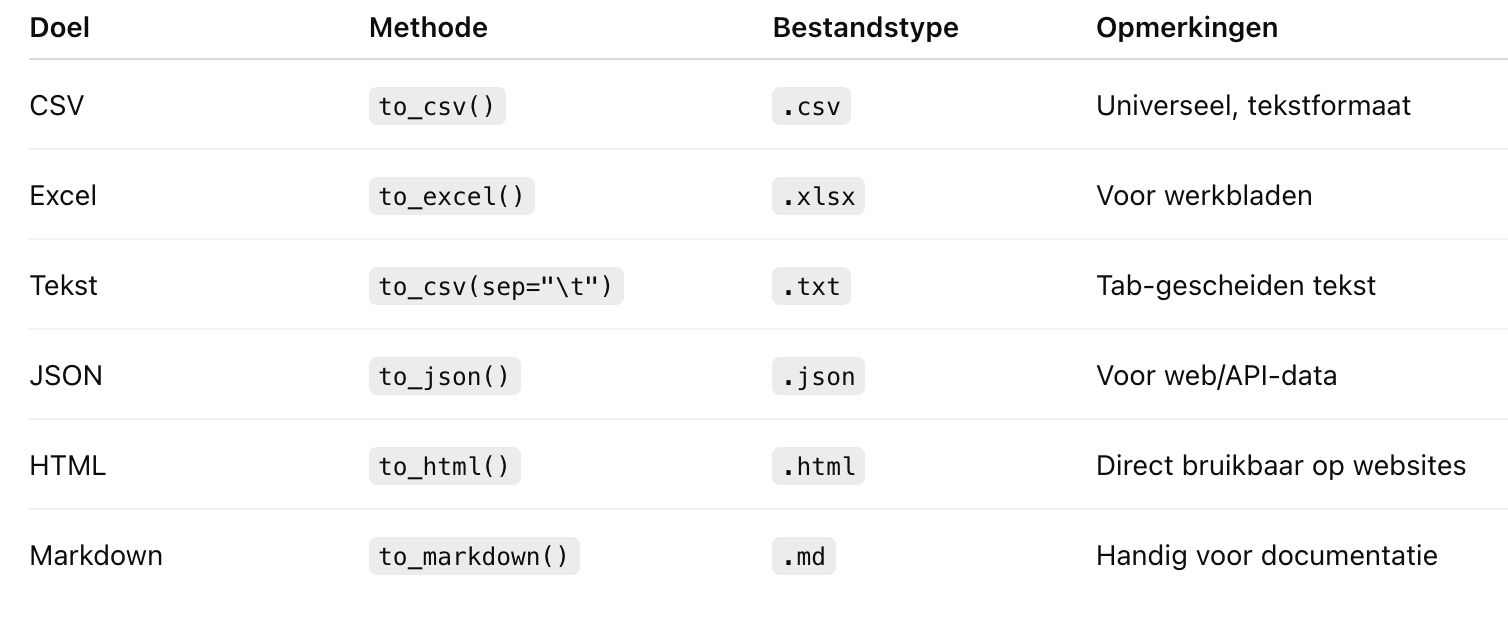 Doel Methode Bestandstype Opmerkingen
CSV to_csv() .csv Universeel, tekstformaat
Excel to_excel() .xlsx Voor werkbladen
Tekst to_csv(sep="\t") .txt Tab-gescheiden tekst
JSON to_json() .json Voor web/API-data
HTML to_html() .html Direct bruikbaar op websites
Markdown to_markdown() .md Handig voor documentatie